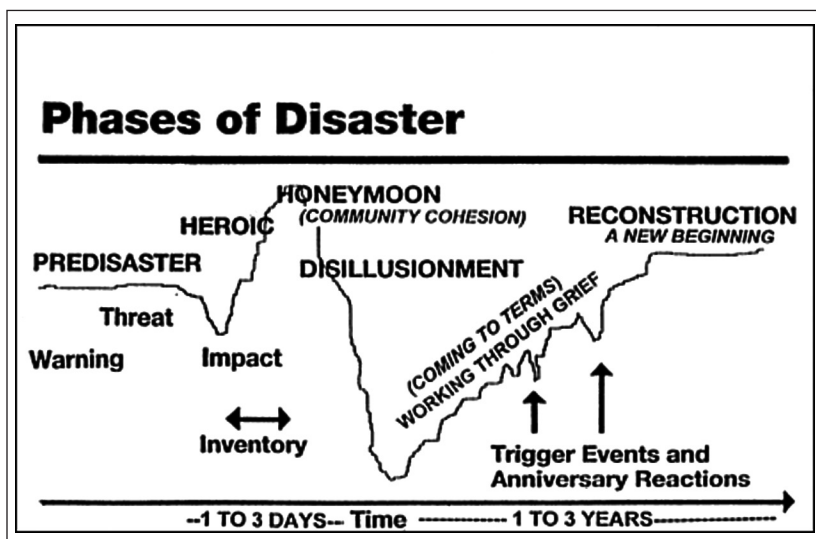 Phases of Disaster
HONEYMOON
(COMMUNITY COHESION)
HEROIC
RECONSTRUCTION
A NEW BEGINNING
PREDISASTER
DISILLUSIONMENT
Threat
Warning
Impact
(COMING TO TERMS)
WORKING THROUGH GRIEF
Inventory
Trigger Events and
Anniversary Reactions
--1 TO 3 DAYS-- Time ----------- 1 TO 3 YEARS---------------